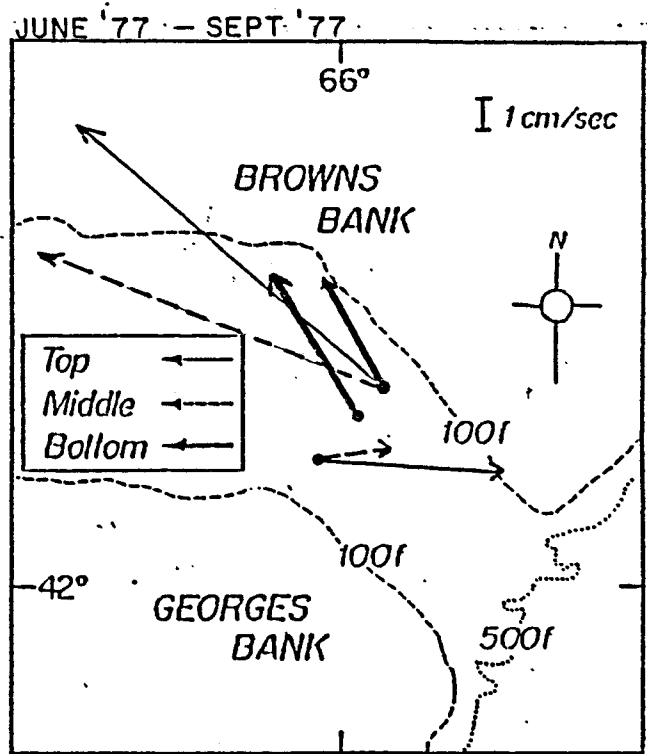 JUNE '77 - SEPT '77
66°
1 cm/sec
BROWNS
BANK
N
Top
Middle
Bottom
100f
100f
42°
GEORGES
BANK
500f